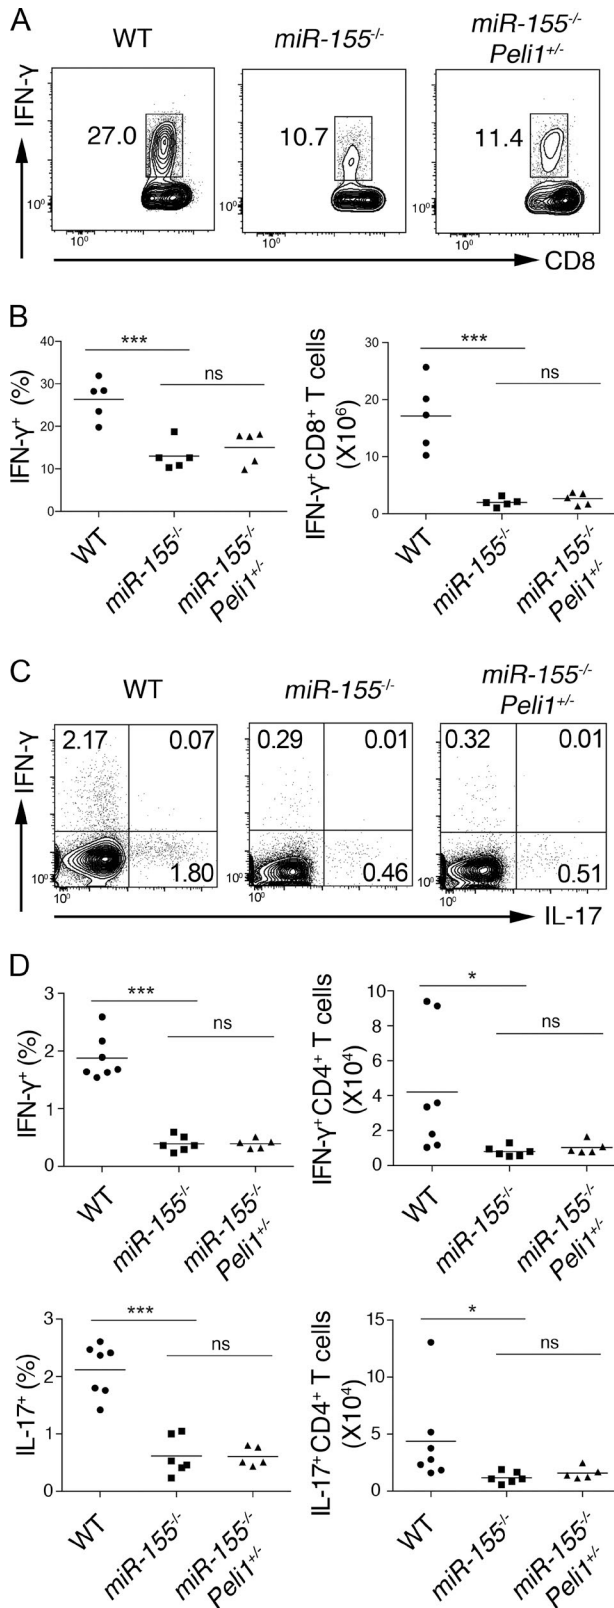 A
WT
miR-155-/-
miR-155-/-
Peli1+/-
IFN-γ
27.0
10.7
11.4
10⁰
10⁰
10⁰
10⁰
10⁰
10⁰
CD8
B
IFN-γ⁺ (%)
40
30
20
10
0
***
ns
WT
miR-155-/-
miR-155-/-
Peli1+/-
IFN-γ⁺CD8⁺ T cells
(X10⁶)
30
20
10
0
***
ns
WT
miR-155-/-
miR-155-/-
Peli1+/-
C
WT
miR-155-/-
miR-155-/-
Peli1+/-
IFN-γ
2.17
0.07
0.29
0.01
0.32
0.01
1.80
0.46
0.51
10⁰
10⁰
10⁰
10⁰
10⁰
10⁰
IL-17
D
IFN-γ⁺ (%)
3
2
1
0
***
ns
WT
miR-155-/-
miR-155-/-
Peli1+/-
IFN-γ⁺CD4⁺ T cells
(X10⁴)
10
8
6
4
2
0
*
ns
WT
miR-155-/-
miR-155-/-
Peli1+/-
IL-17⁺ (%)
3
2
1
0
***
ns
WT
miR-155-/-
miR-155-/-
Peli1+/-
IL-17⁺CD4⁺ T cells
(X10⁴)
15
10
5
0
*
ns
WT
miR-155-/-
miR-155-/-
Peli1+/-